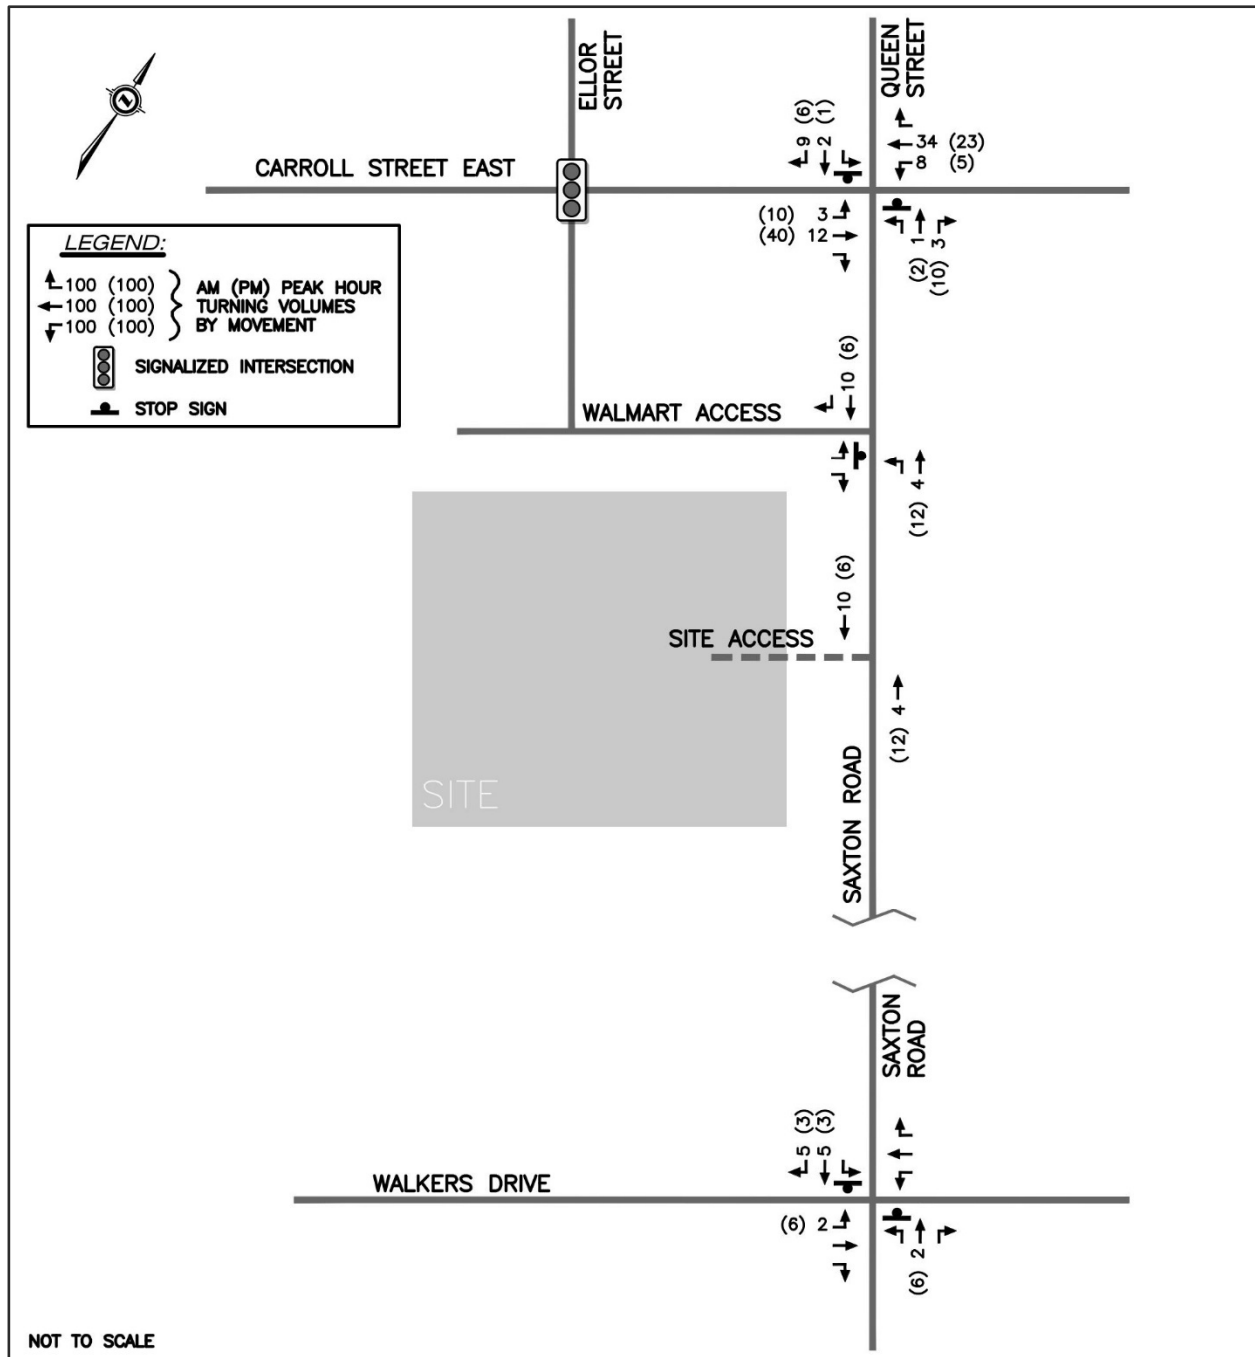 ELLOR
STREET
QUEEN
STREET
9 (6)
2 (1)
34 (23)
8 (5)
CARROLL STREET EAST
(10) 3
(40) 12
(2) 1
(10) 3
LEGEND:
100 (100)
100 (100)
100 (100)
AM (PM) PEAK HOUR
TURNING VOLUMES
BY MOVEMENT
SIGNALIZED INTERSECTION
STOP SIGN
10 (6)
WALMART ACCESS
(12) 4
10 (6)
SITE ACCESS
(12) 4
SITE
SAXTON ROAD
SAXTON
ROAD
5 (3)
5 (3)
WALKERS DRIVE
(6) 2
(6) 2
NOT TO SCALE